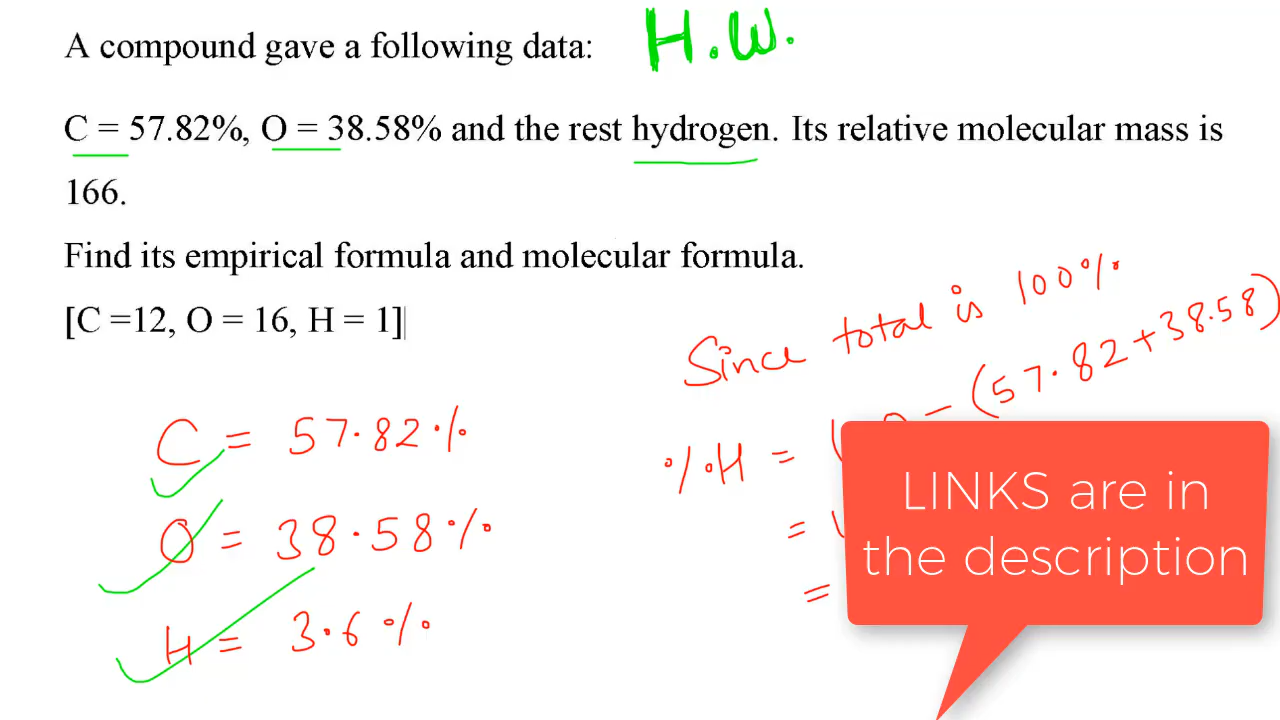 A compound gave a following data:
H.W.
C = 57.82%, O = 38.58% and the rest hydrogen. Its relative molecular mass is
166.
Find its empirical formula and molecular formula.
[C =12, O = 16, H = 1]
Since total is 100%
%H = – (57.82+38.58)
=
=
C = 57.82%
O = 38.58%
H = 3.6%
LINKS are in
the description